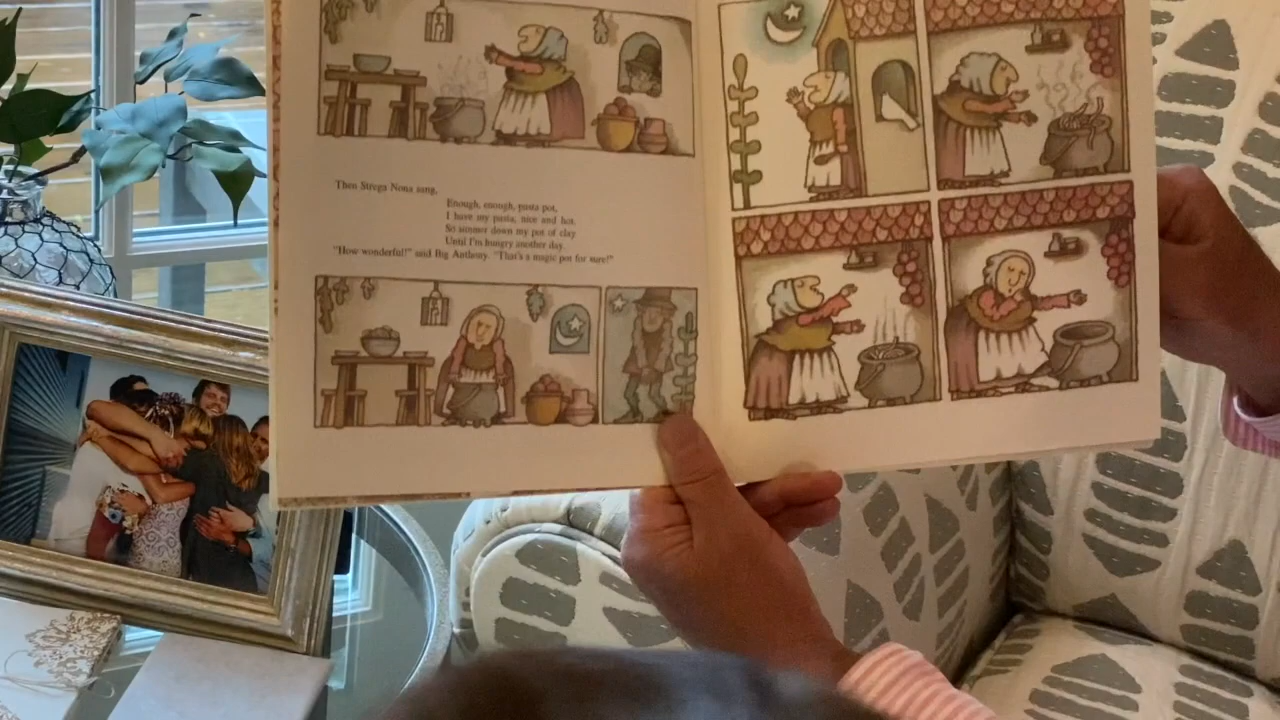 Then Strega Nona sang,
Enough, enough, pasta pot,
I have my pasta, nice and hot.
So simmer down my pot of clay
Until I'm hungry another day.
"How wonderful!" said Big Anthony. "That's a magic pot for sure!"